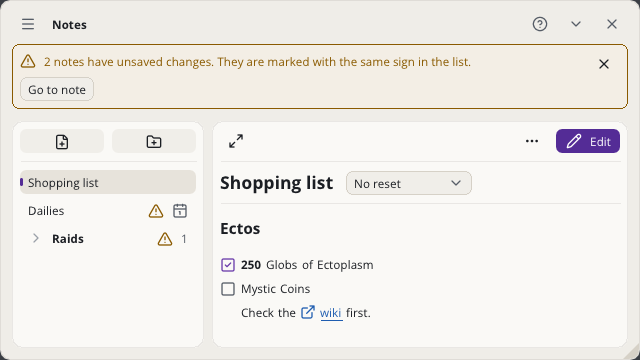 Notes
2 notes have unsaved changes. They are marked with the same sign in the list.
Go to note
Edit
Shopping list
No reset
Shopping list
Dailies
1
Raids
1
Ectos
250 Globs of Ectoplasm
Mystic Coins
Check the wiki first.